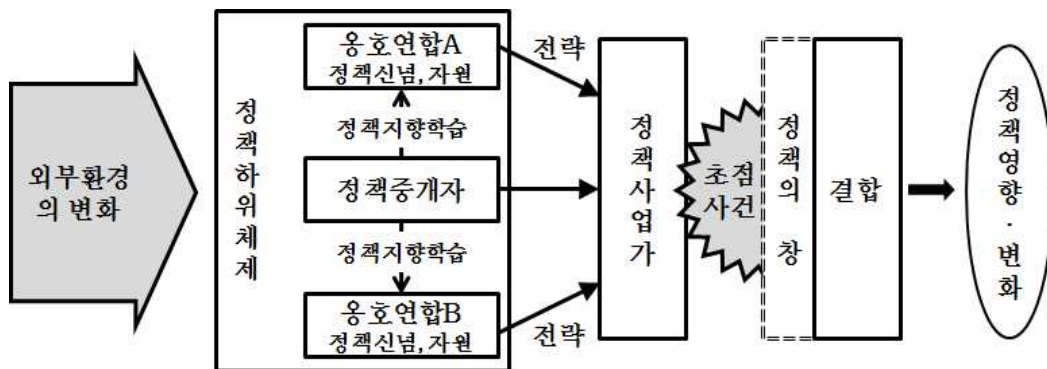 외부환경
의 변화
정책하위체제
옹호연합A
정책신념,자원
정책지향학습
정책중개자
정책지향학습
옹호연합B
정책신념,자원
전략
전략
정책사업가
초점
사건
정책의 창
결합
정책영향·변화